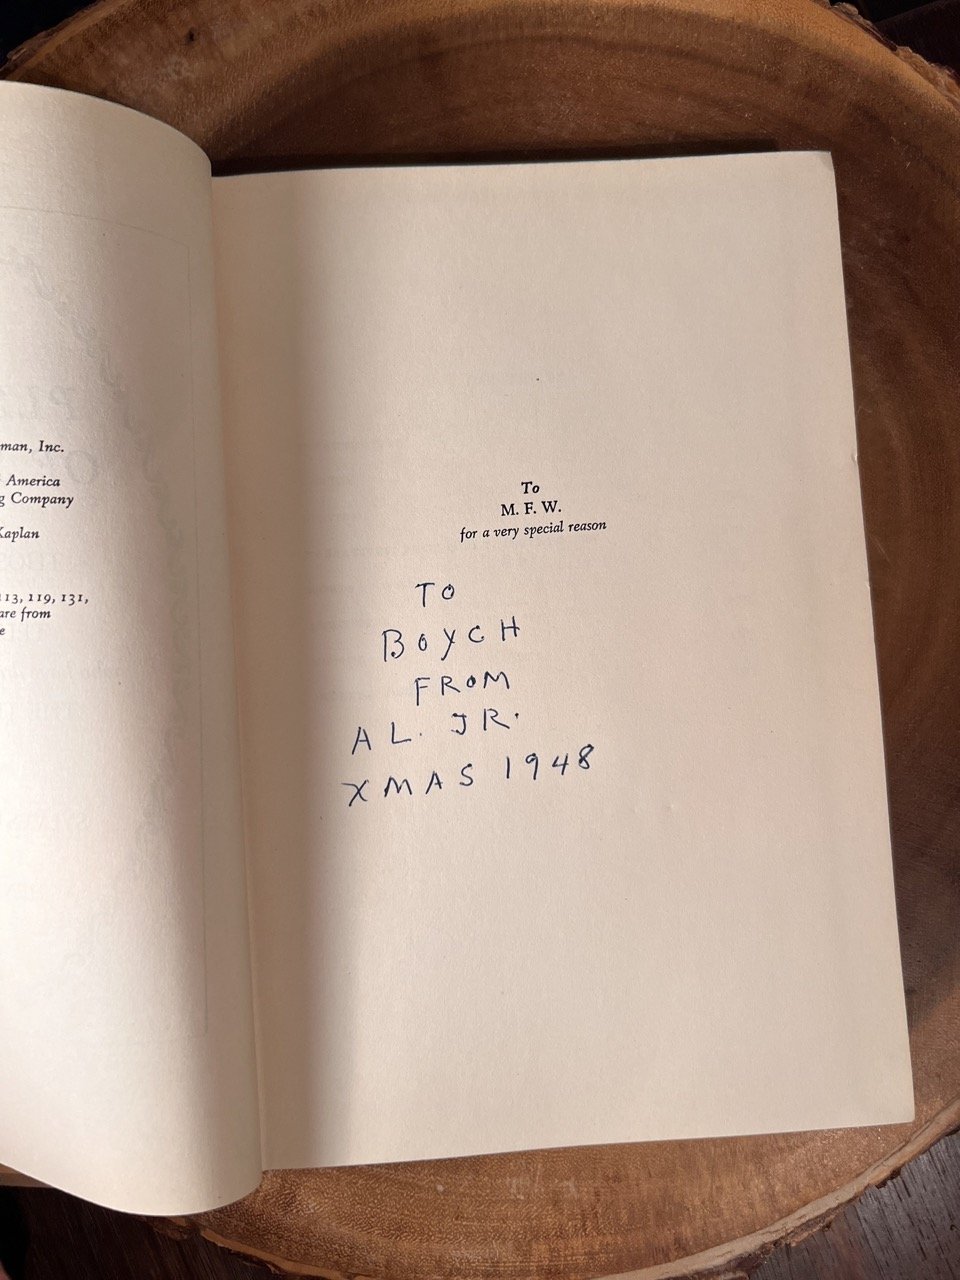 man, Inc.
America
g Company
Kaplan
113, 119, 131,
are from
e
To
M. F. W.
for a very special reason
TO
BOYCH
FROM
AL. JR.
XMAS 1948